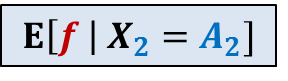 E[f | X₂ = A₂]